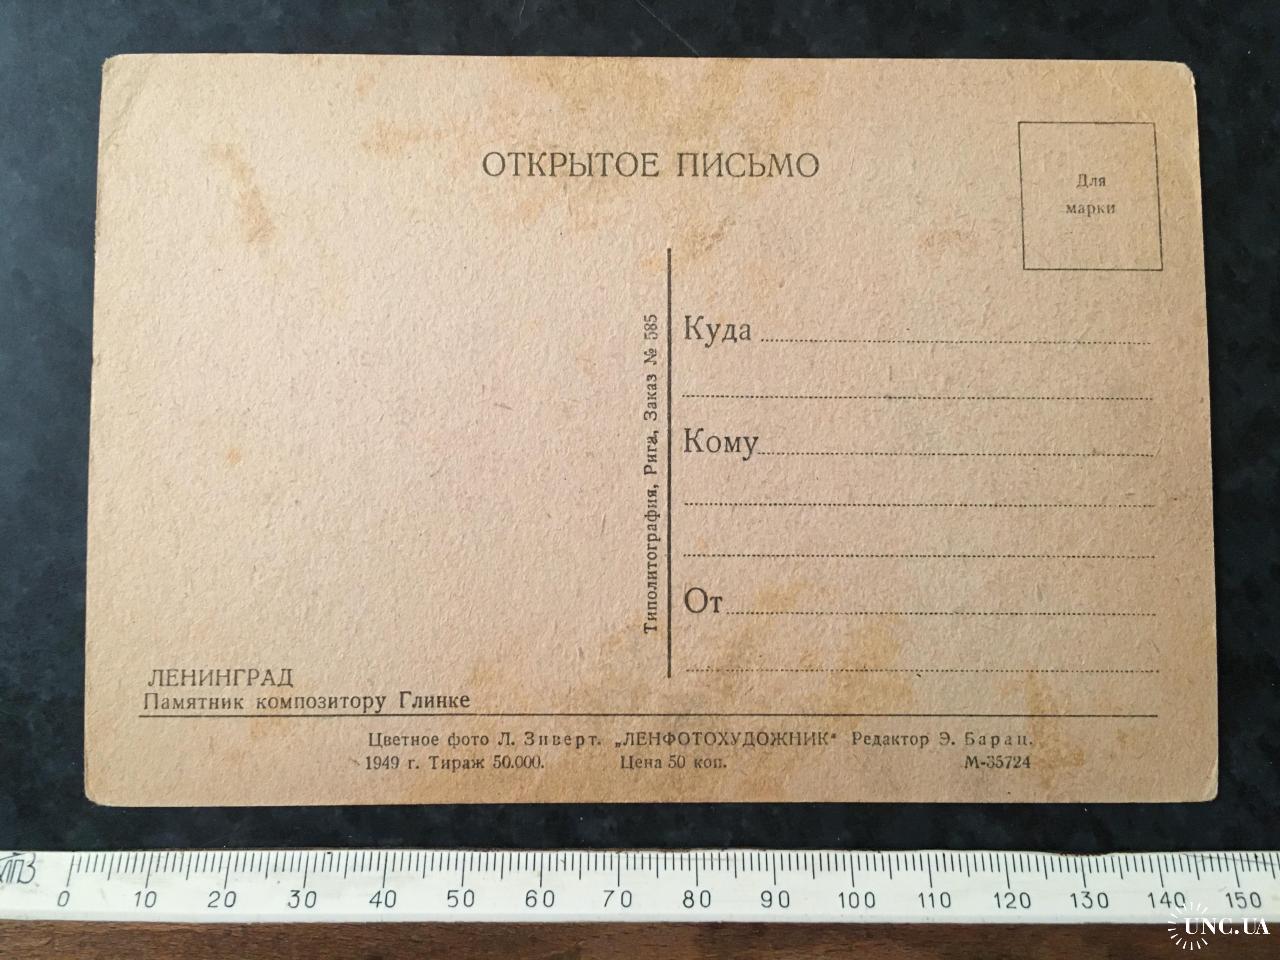 ОТКРЫТОЕ ПИСЬМО
Для
марки
Куда
Кому
От
Типолитография, Рига, Заказ № 585
ЛЕНИНГРАД
Памятник композитору Глинке
Цветное фото Л. Зиверт. „ЛЕНФОТОХУДОЖНИК" Редактор Э. Баран.
1949 г. Тираж 50.000. Цена 50 коп. М-35724
0 10 20 30 40 50 60 70 80 90 100 110 120 130 140 150
UNC.UA